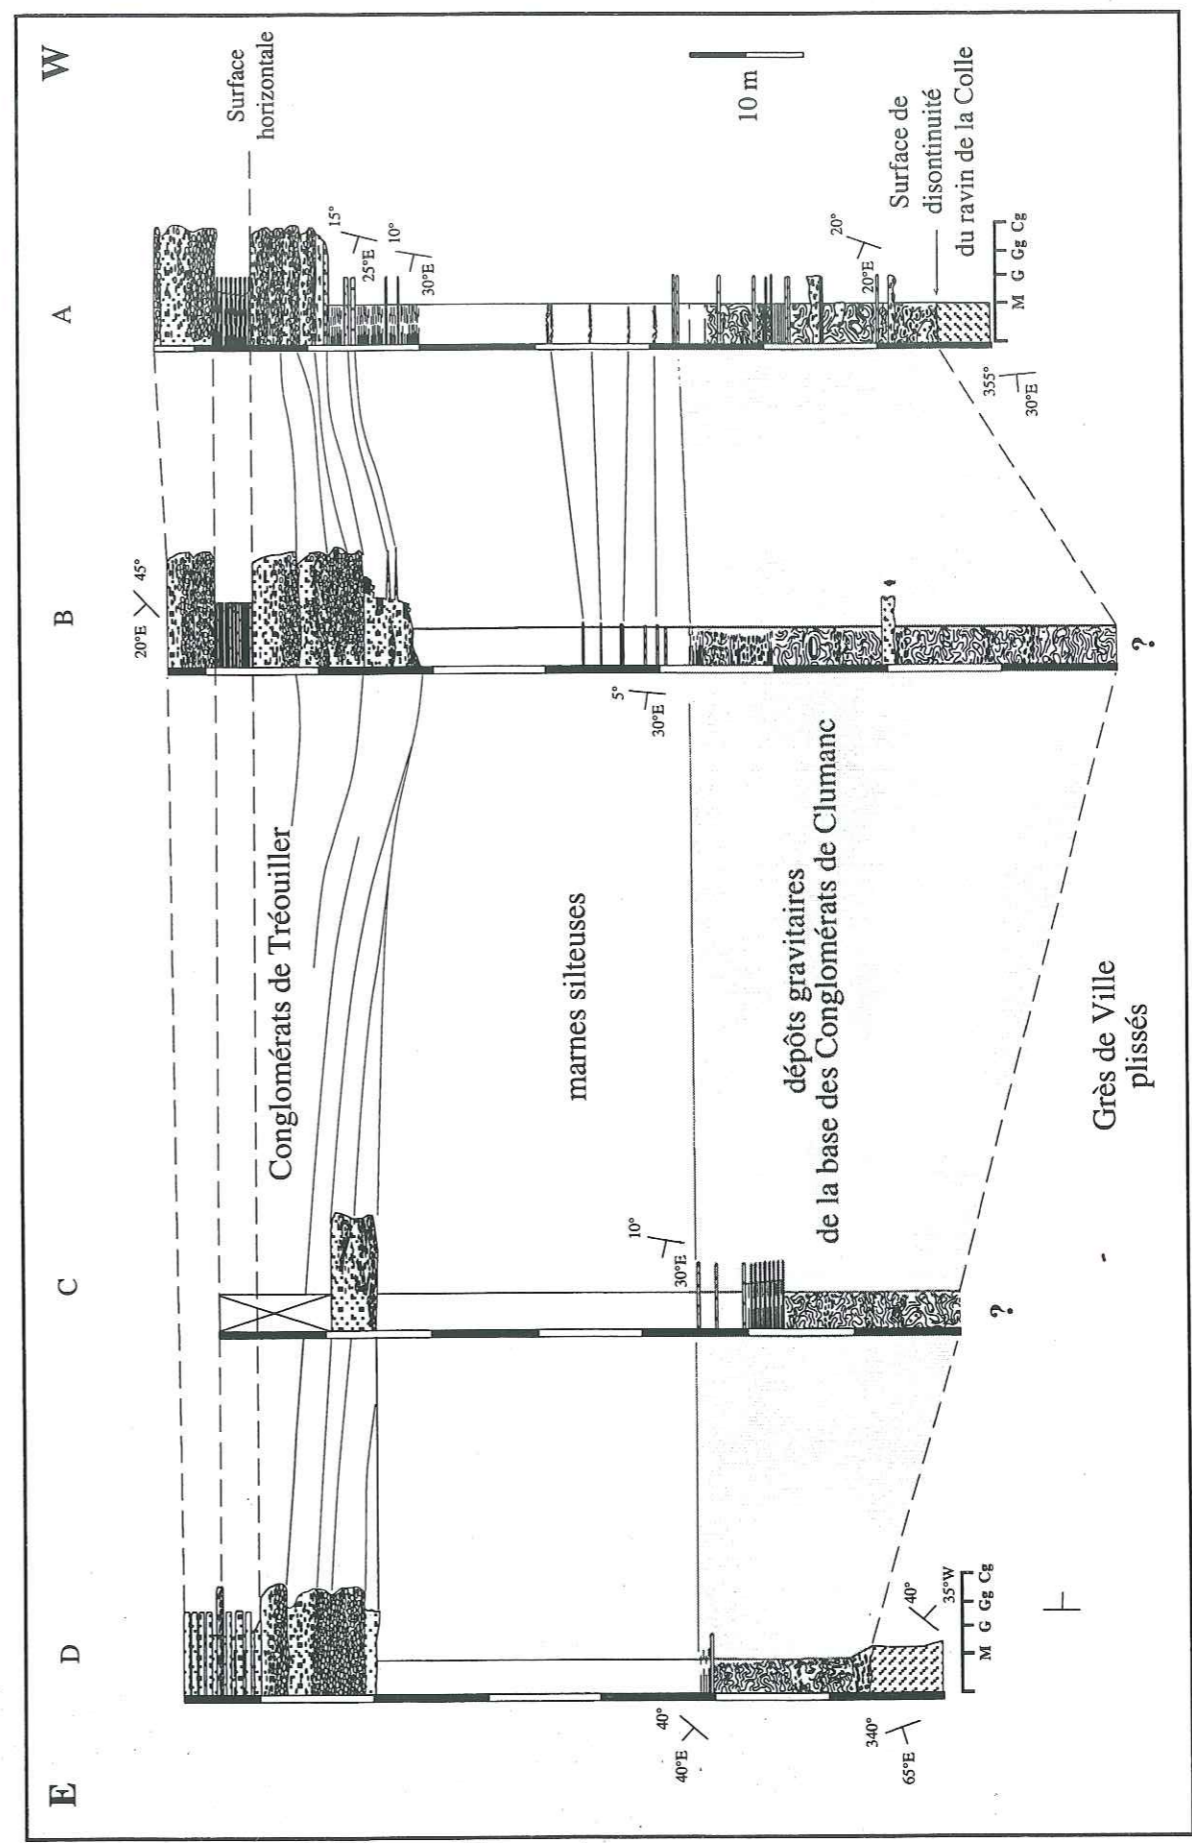 E
W
D
C
B
A
Surface
horizontale
10 m
Surface de
disontinuité
du ravin de la Colle
Conglomérats de Tréouiller
marnes silteuses
dépôts gravitaires
de la base des Conglomérats de Clumanc
Grès de Ville
plissés
40°
40°E
340°
65°E
40°
35°W
M G Gg Cg
10°
30°E
?
20°E 45°
5°
30°E
?
15°
25°E
10°
30°E
20°
20°E
355°
30°E
M G Gg Cg